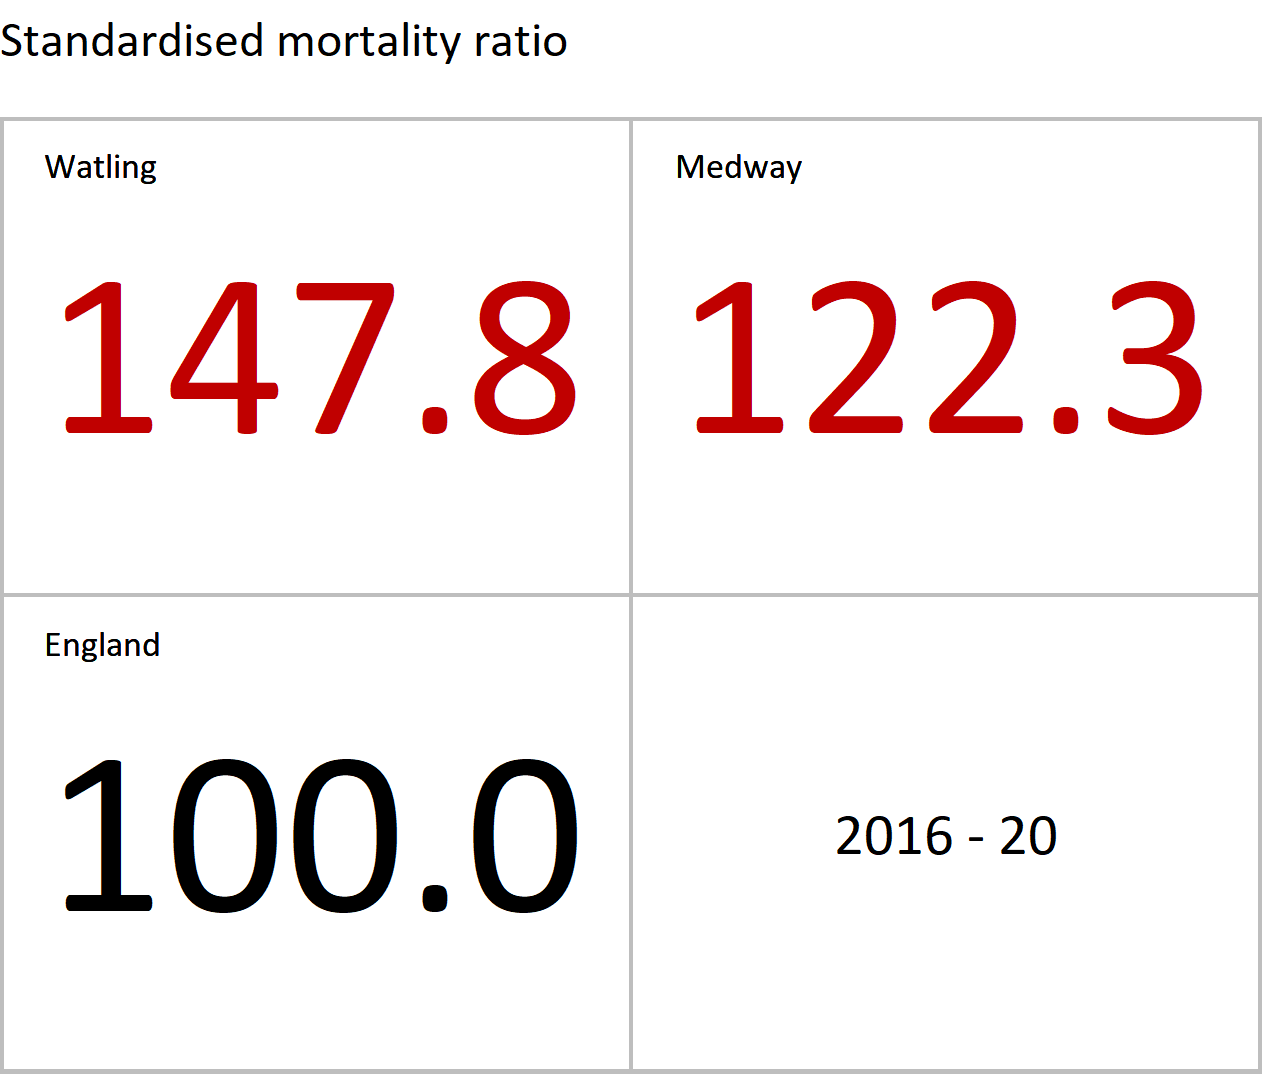 Standardised mortality ratio
Watling
147.8
Medway
122.3
England
100.0
2016 - 20